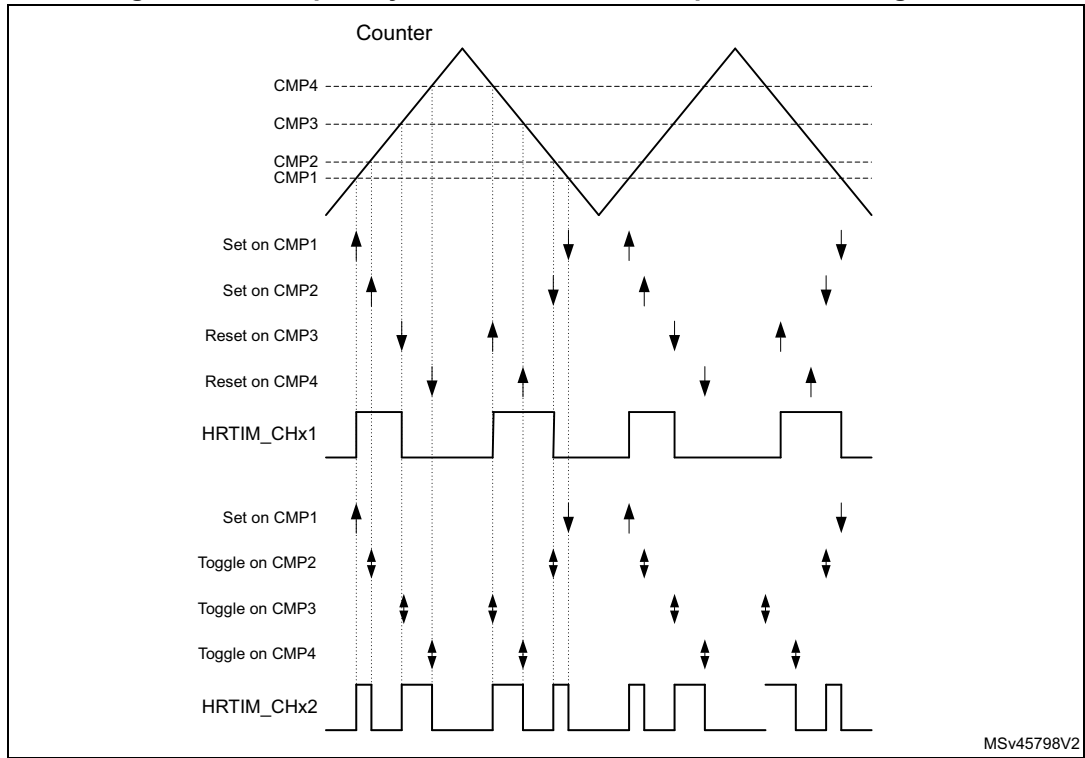 Counter
CMP4
CMP3
CMP2
CMP1
Set on CMP1
Set on CMP2
Reset on CMP3
Reset on CMP4
HRTIM_CHx1
Set on CMP1
Toggle on CMP2
Toggle on CMP3
Toggle on CMP4
HRTIM_CHx2
MSv45798V2